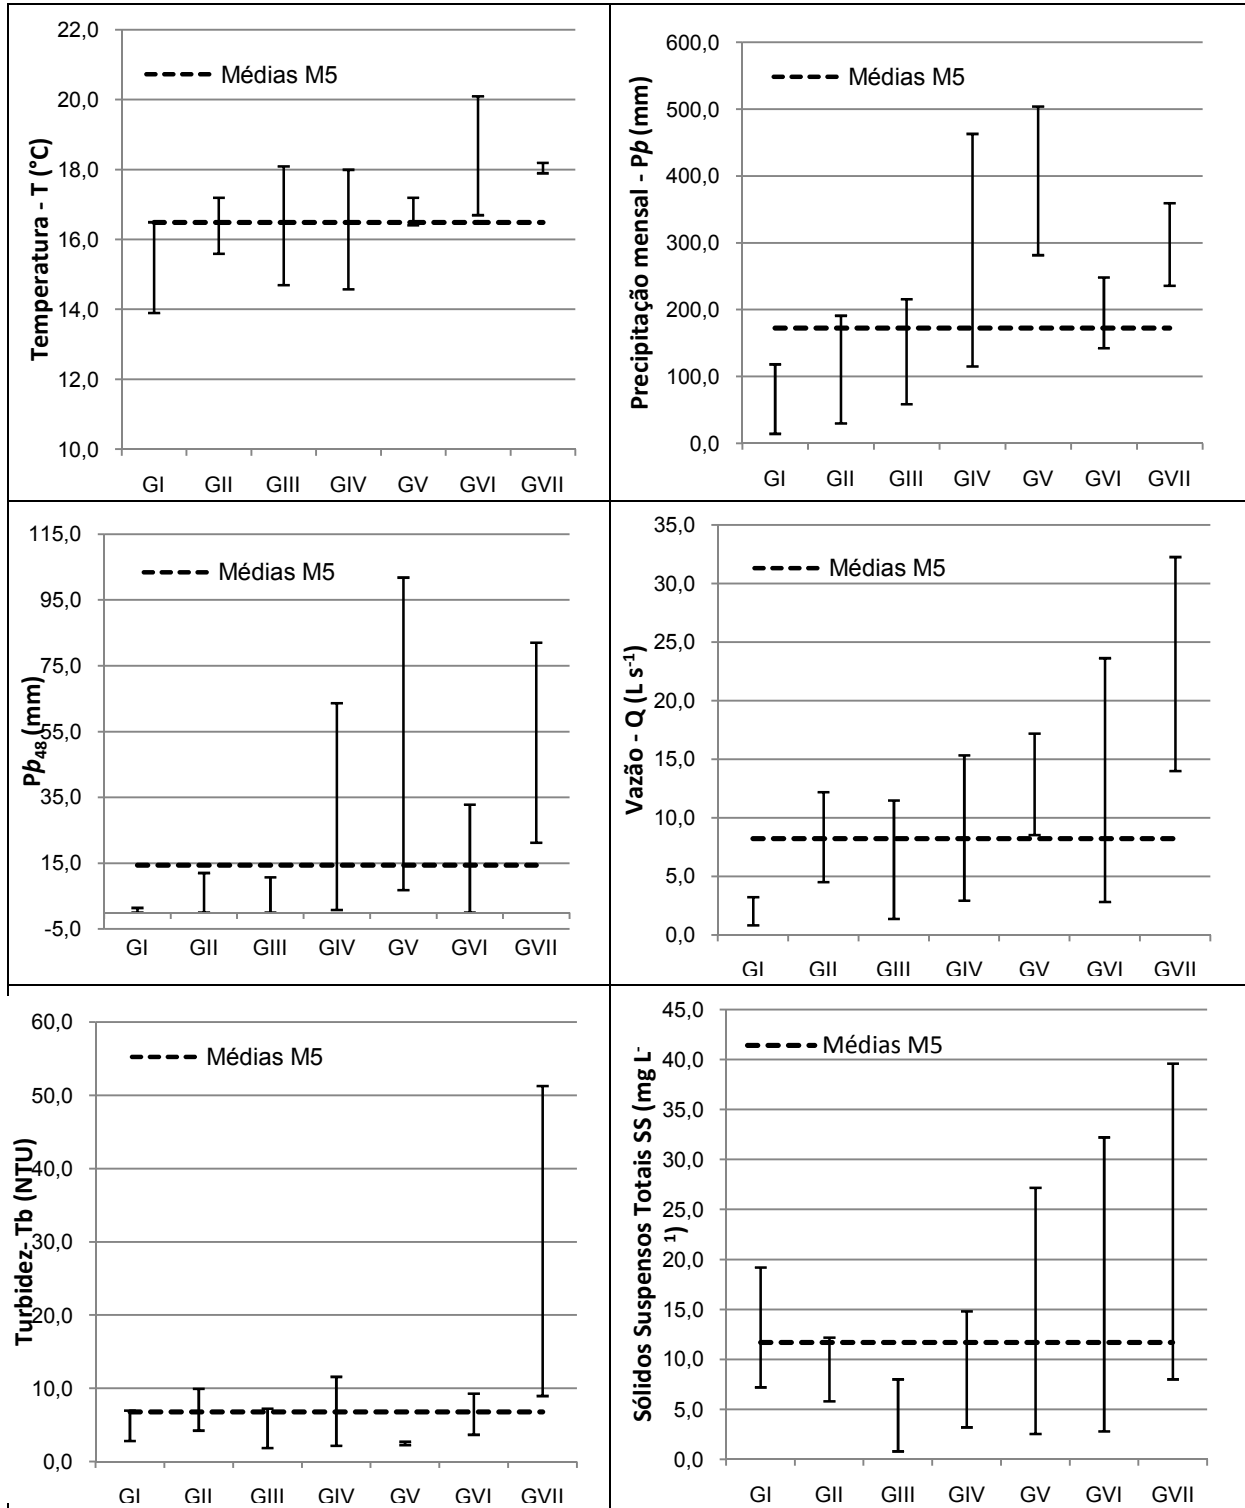 Temperatura - T (°C)
22,0
20,0
18,0
16,0
14,0
12,0
10,0
Médias M5
GI GII GIII GIV GV GVI GVII
Precipitação mensal - Pþ (mm)
600,0
500,0
400,0
300,0
200,0
100,0
0,0
Médias M5
GI GII GIII GIV GV GVI GVII
Pþ48 (mm)
115,0
95,0
75,0
55,0
35,0
15,0
-5,0
Médias M5
GI GII GIII GIV GV GVI GVII
Vazão - Q (L s-1)
35,0
30,0
25,0
20,0
15,0
10,0
5,0
0,0
Médias M5
GI GII GIII GIV GV GVI GVII
Turbidez- Tb (NTU)
60,0
50,0
40,0
30,0
20,0
10,0
0,0
Médias M5
GI GII GIII GIV GV GVI GVII
Sólidos Suspensos Totais SS (mg L-
1)
45,0
40,0
35,0
30,0
25,0
20,0
15,0
10,0
5,0
0,0
Médias M5
GI GII GIII GIV GV GVI GVII